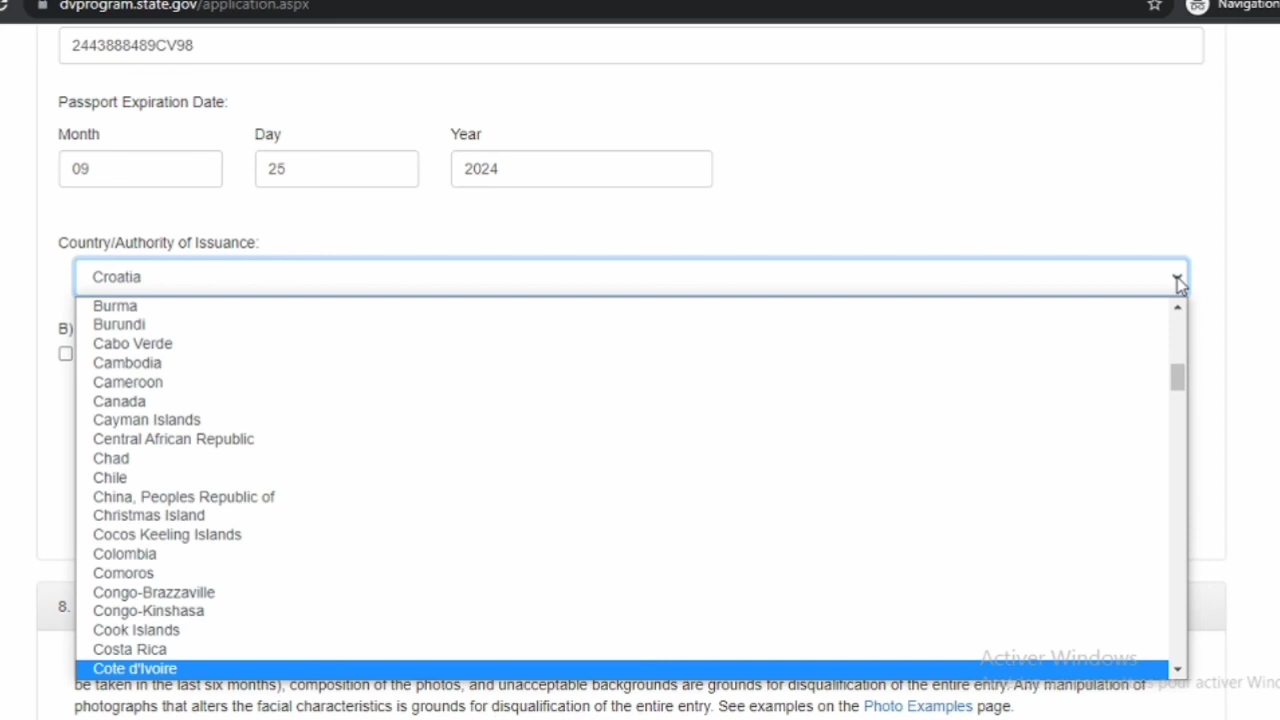 dvprogram.state.gov/application.aspx
Navigation
2443888489CV98
Passport Expiration Date:
Month Day Year
09 25 2024
Country/Authority of Issuance:
Croatia
Burma
B)
Burundi
Cabo Verde
Cambodia
Cameroon
Canada
Cayman Islands
Central African Republic
Chad
Chile
China, Peoples Republic of
Christmas Island
Cocos Keeling Islands
Colombia
Comoros
Congo-Brazzaville
8.
Congo-Kinshasa
Cook Islands
Costa Rica
Cote d'Ivoire
Activer Windows
be taken in the last six months), composition of the photos, and unacceptable backgrounds are grounds for disqualification of the entire entry. Any manipulation of
pour activer Wind
photographs that alters the facial characteristics is grounds for disqualification of the entire entry. See examples on the Photo Examples page.